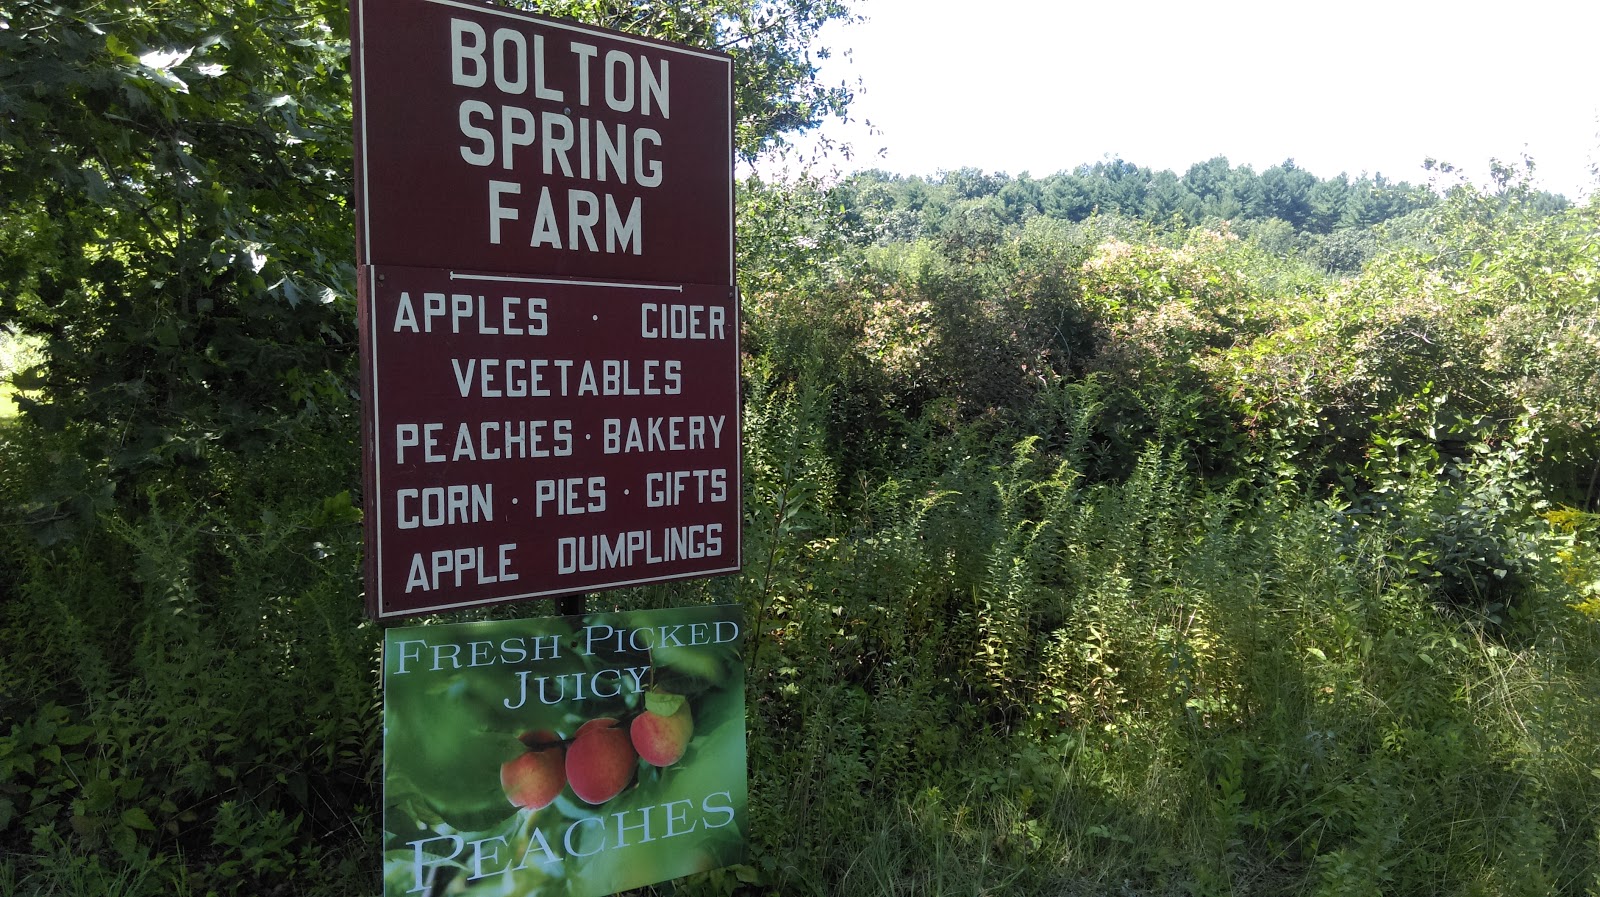 BOLTON
SPRING
FARM
APPLES · CIDER
VEGETABLES
PEACHES · BAKERY
CORN · PIES · GIFTS
APPLE DUMPLINGS
FRESH PICKED
JUICY
PEACHES